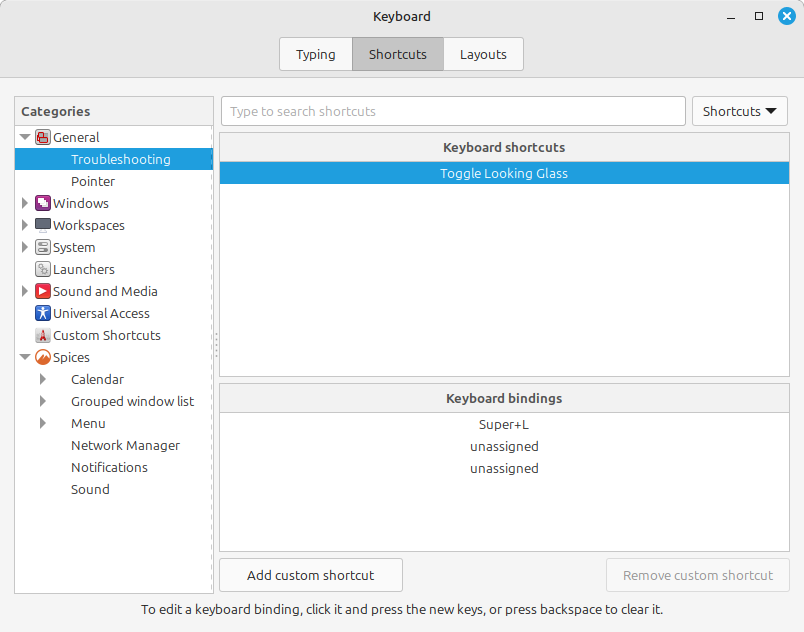 Keyboard
Typing
Shortcuts
Layouts
Categories
General
Troubleshooting
Pointer
Windows
Workspaces
System
Launchers
Sound and Media
Universal Access
Custom Shortcuts
Spices
Calendar
Grouped window list
Menu
Network Manager
Notifications
Sound
Type to search shortcuts
Shortcuts
Keyboard shortcuts
Toggle Looking Glass
Keyboard bindings
Super+L
unassigned
unassigned
Add custom shortcut
Remove custom shortcut
To edit a keyboard binding, click it and press the new keys, or press backspace to clear it.